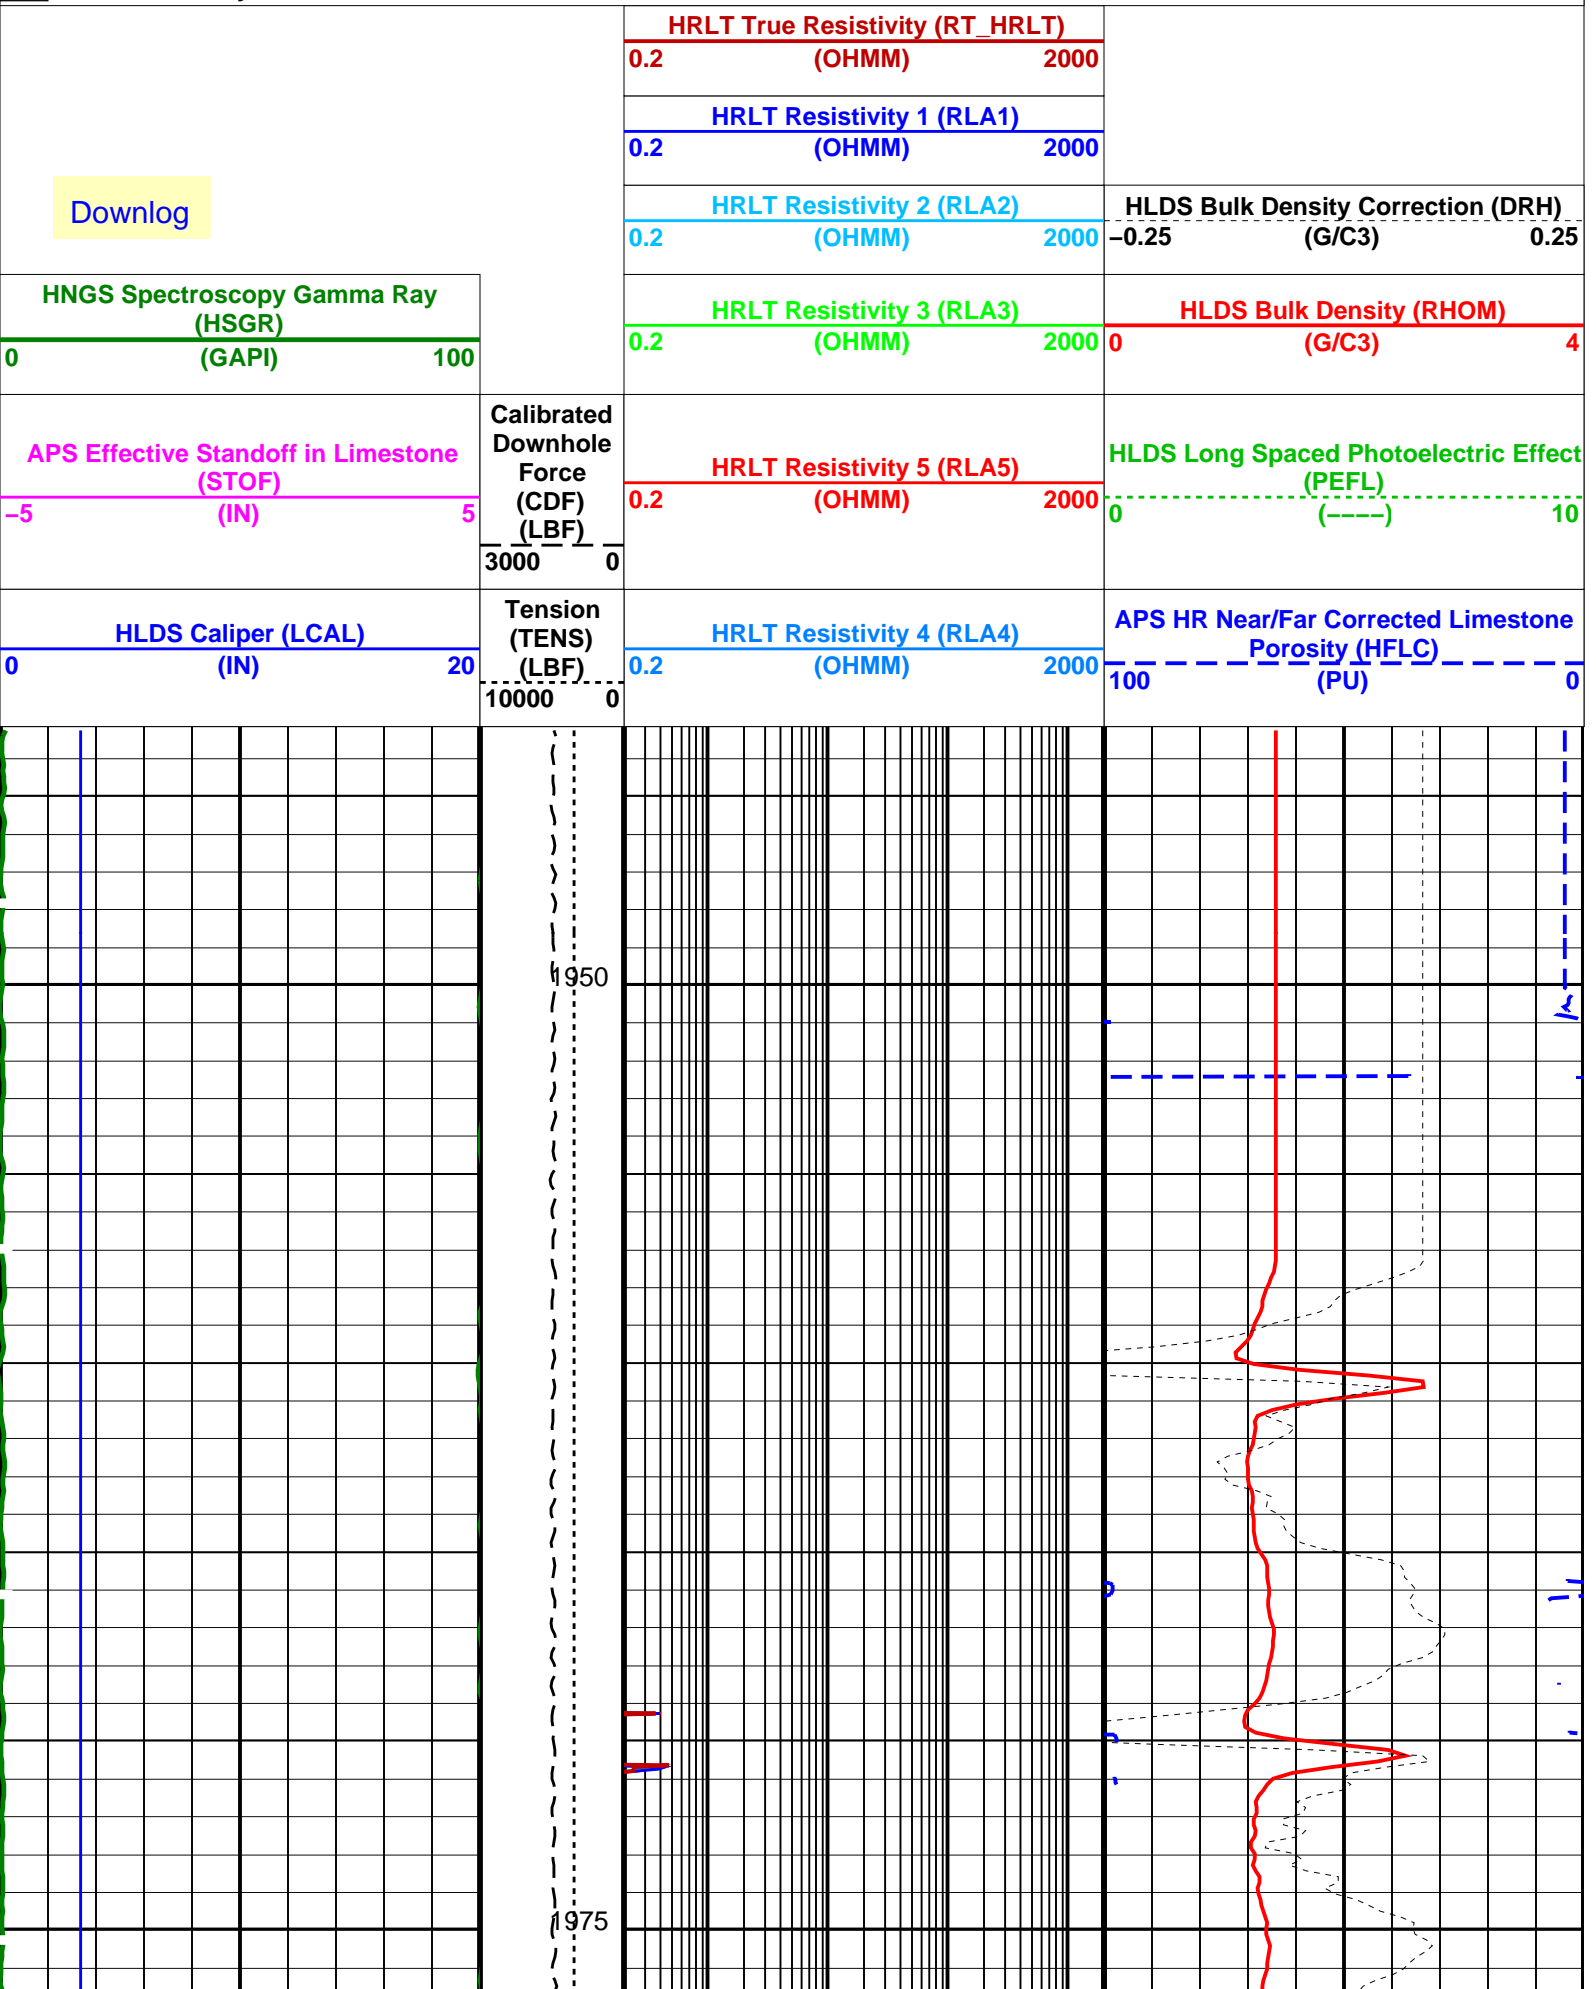 HRLT True Resistivity (RT_HRLT)
0.2 (OHMM) 2000
HRLT Resistivity 1 (RLA1)
0.2 (OHMM) 2000
Downlog
HRLT Resistivity 2 (RLA2)
0.2 (OHMM) 2000
HLDS Bulk Density Correction (DRH)
−0.25 (G/C3) 0.25
HNGS Spectroscopy Gamma Ray
(HSGR)
0 (GAPI) 100
HRLT Resistivity 3 (RLA3)
0.2 (OHMM) 2000
HLDS Bulk Density (RHOM)
0 (G/C3) 4
APS Effective Standoff in Limestone
(STOF)
−5 (IN) 5
Calibrated
Downhole
Force
(CDF)
(LBF)
3000 0
HRLT Resistivity 5 (RLA5)
0.2 (OHMM) 2000
HLDS Long Spaced Photoelectric Effect
(PEFL)
0 (−−−−) 10
HLDS Caliper (LCAL)
0 (IN) 20
Tension
(TENS)
(LBF)
10000 0
HRLT Resistivity 4 (RLA4)
0.2 (OHMM) 2000
APS HR Near/Far Corrected Limestone
Porosity (HFLC)
100 (PU) 0
1950
1975